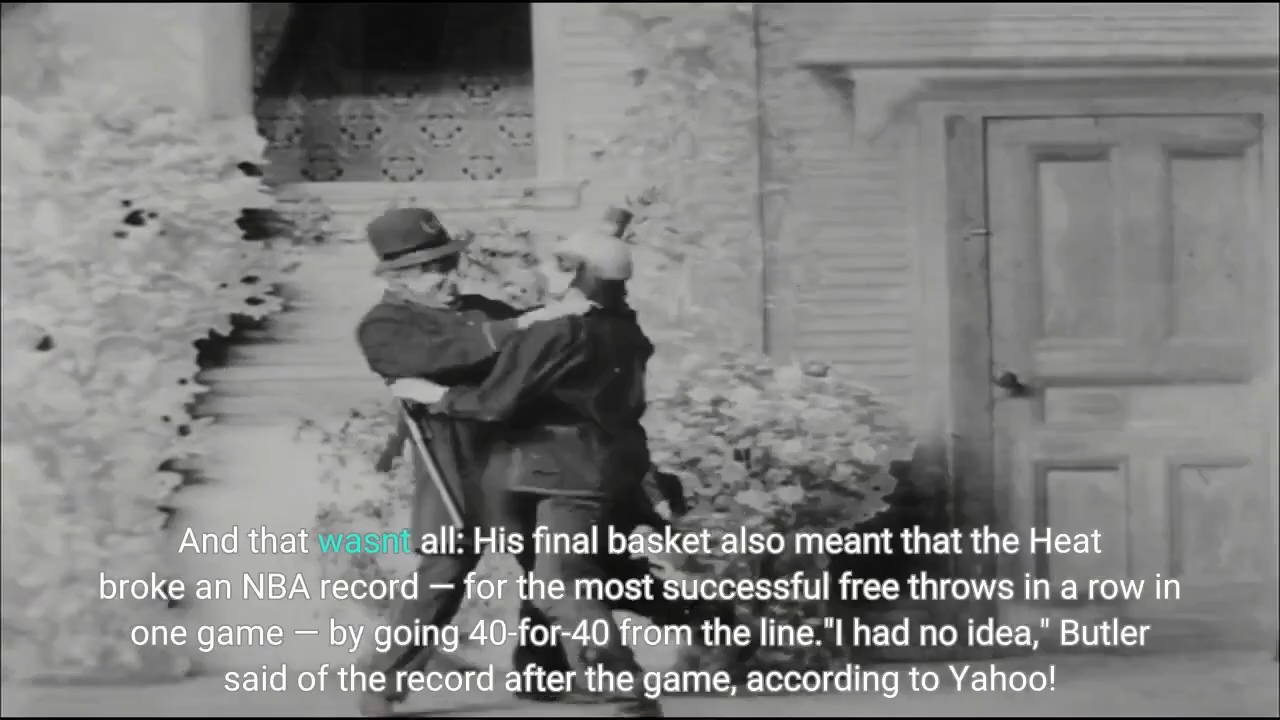 And that wasnt all: His final basket also meant that the Heat
broke an NBA record — for the most successful free throws in a row in
one game — by going 40-for-40 from the line."I had no idea," Butler
said of the record after the game, according to Yahoo!